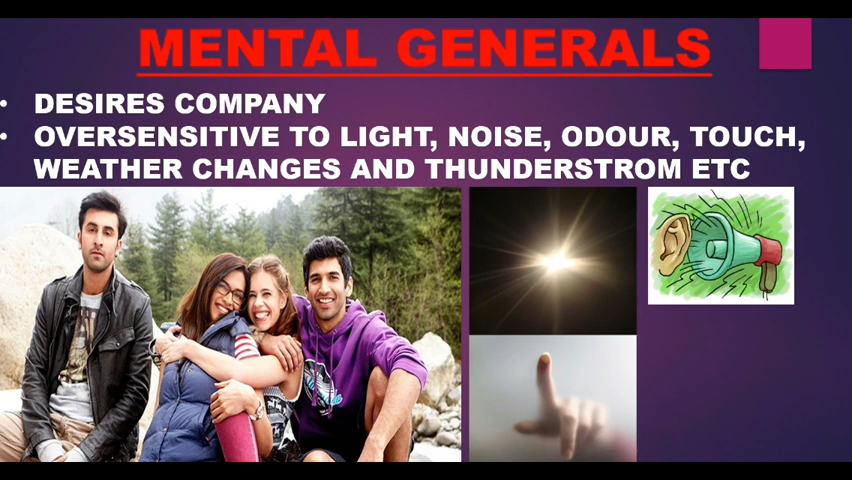 MENTAL GENERALS
• DESIRES COMPANY
• OVERSENSITIVE TO LIGHT, NOISE, ODOUR, TOUCH,
WEATHER CHANGES AND THUNDERSTROM ETC